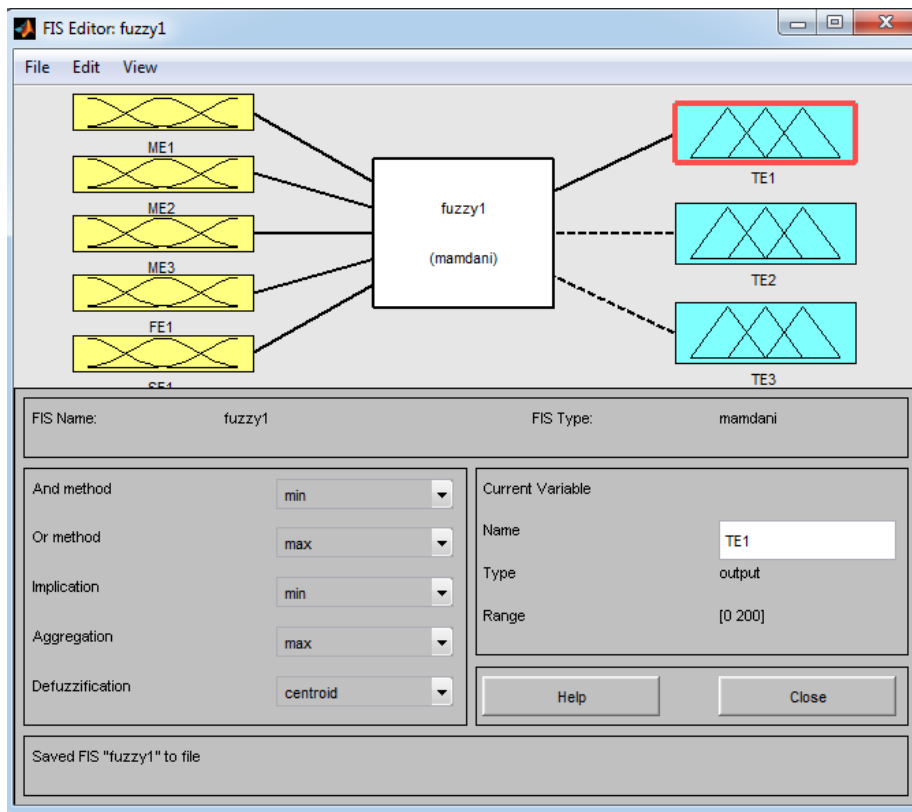 FIS Editor: fuzzy1
File Edit View
ME1
ME2
ME3
FE1
fuzzy1
(mamdani)
TE1
TE2
TE3
FIS Name: fuzzy1 FIS Type: mamdani
And method min
Or method max
Implication min
Aggregation max
Defuzzification centroid
Current Variable
Name TE1
Type output
Range [0 200]
Help Close
Saved FIS "fuzzy1" to file